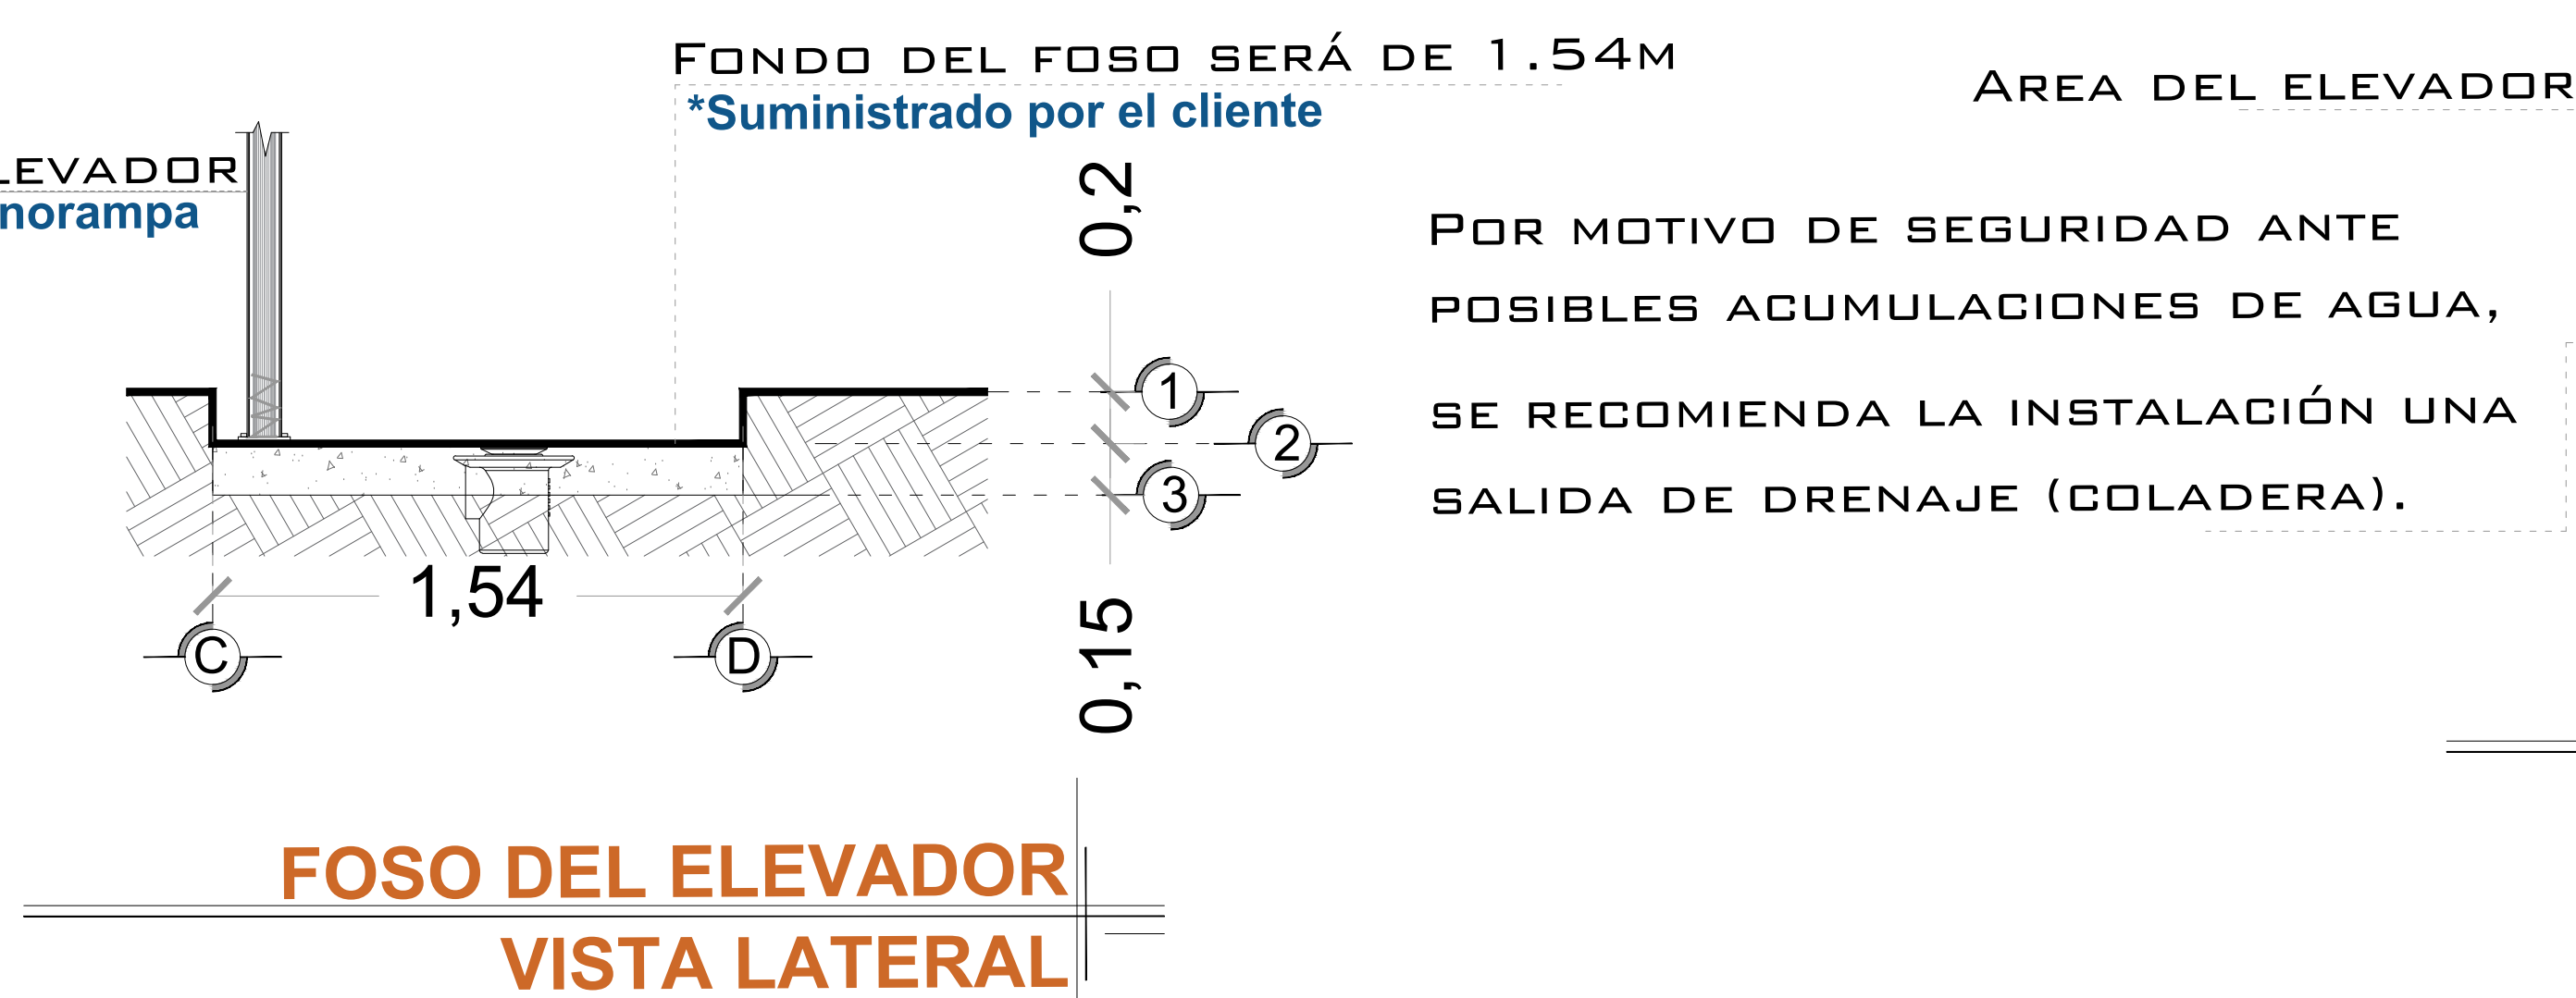 FONDO DEL FOSO SERÁ DE 1.54M
*Suministrado por el cliente
AREA DEL ELEVADOR
LEVADOR
norampa
0,2
POR MOTIVO DE SEGURIDAD ANTE
POSIBLES ACUMULACIONES DE AGUA,
SE RECOMIENDA LA INSTALACIÓN UNA
SALIDA DE DRENAJE (COLADERA).
1
2
3
1,54
0,15
C
D
FOSO DEL ELEVADOR
VISTA LATERAL